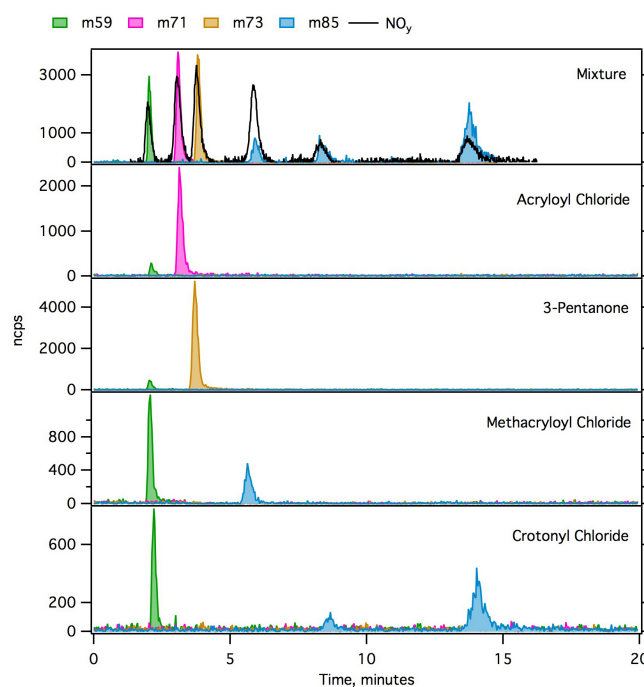 m59 m71 m73 m85 NOy
Mixture
3000
1000
0
Acryloyl Chloride
2000
1000
0
3-Pentanone
4000
2000
0
ncps
Methacryloyl Chloride
800
400
0
Crotonyl Chloride
600
200
0
0 5 10 15 20
Time, minutes